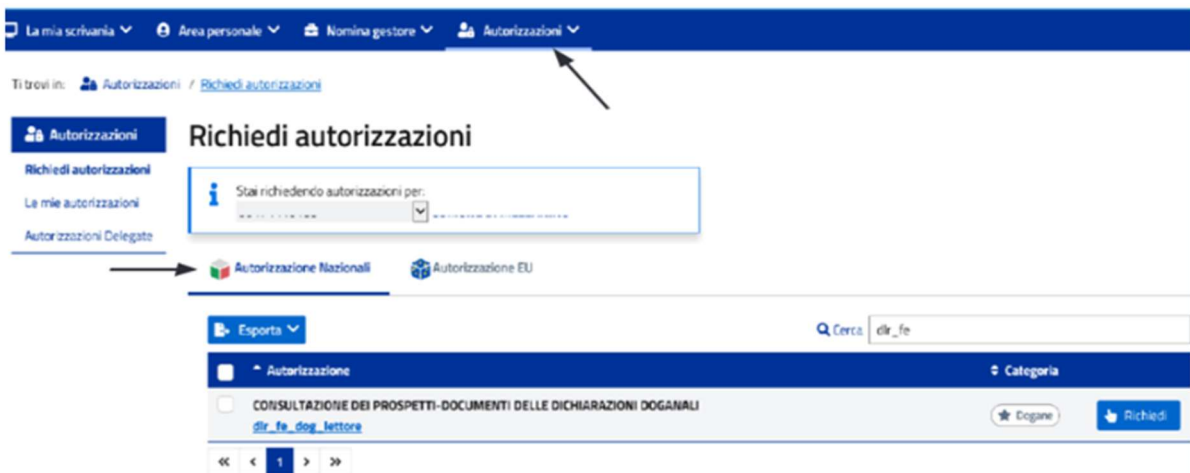 La mia scrivania Area personale Nomina gestore Autorizzazioni
Ti trovi in: Autorizzazioni / Richiedi autorizzazioni
Autorizzazioni
Richiedi autorizzazioni
Le mie autorizzazioni
Autorizzazioni Delegate
Richiedi autorizzazioni
Stai richiedendo autorizzazioni per:
Autorizzazione Nazionali Autorizzazione EU
Esporta Cerca dlr_fe
Autorizzazione Categoria
CONSULTAZIONE DEI PROSPETTI-DOCUMENTI DELLE DICHIARAZIONI DOGANALI
dlr_fe_dog_lettore Dogane Richiedi
« < 1 > »